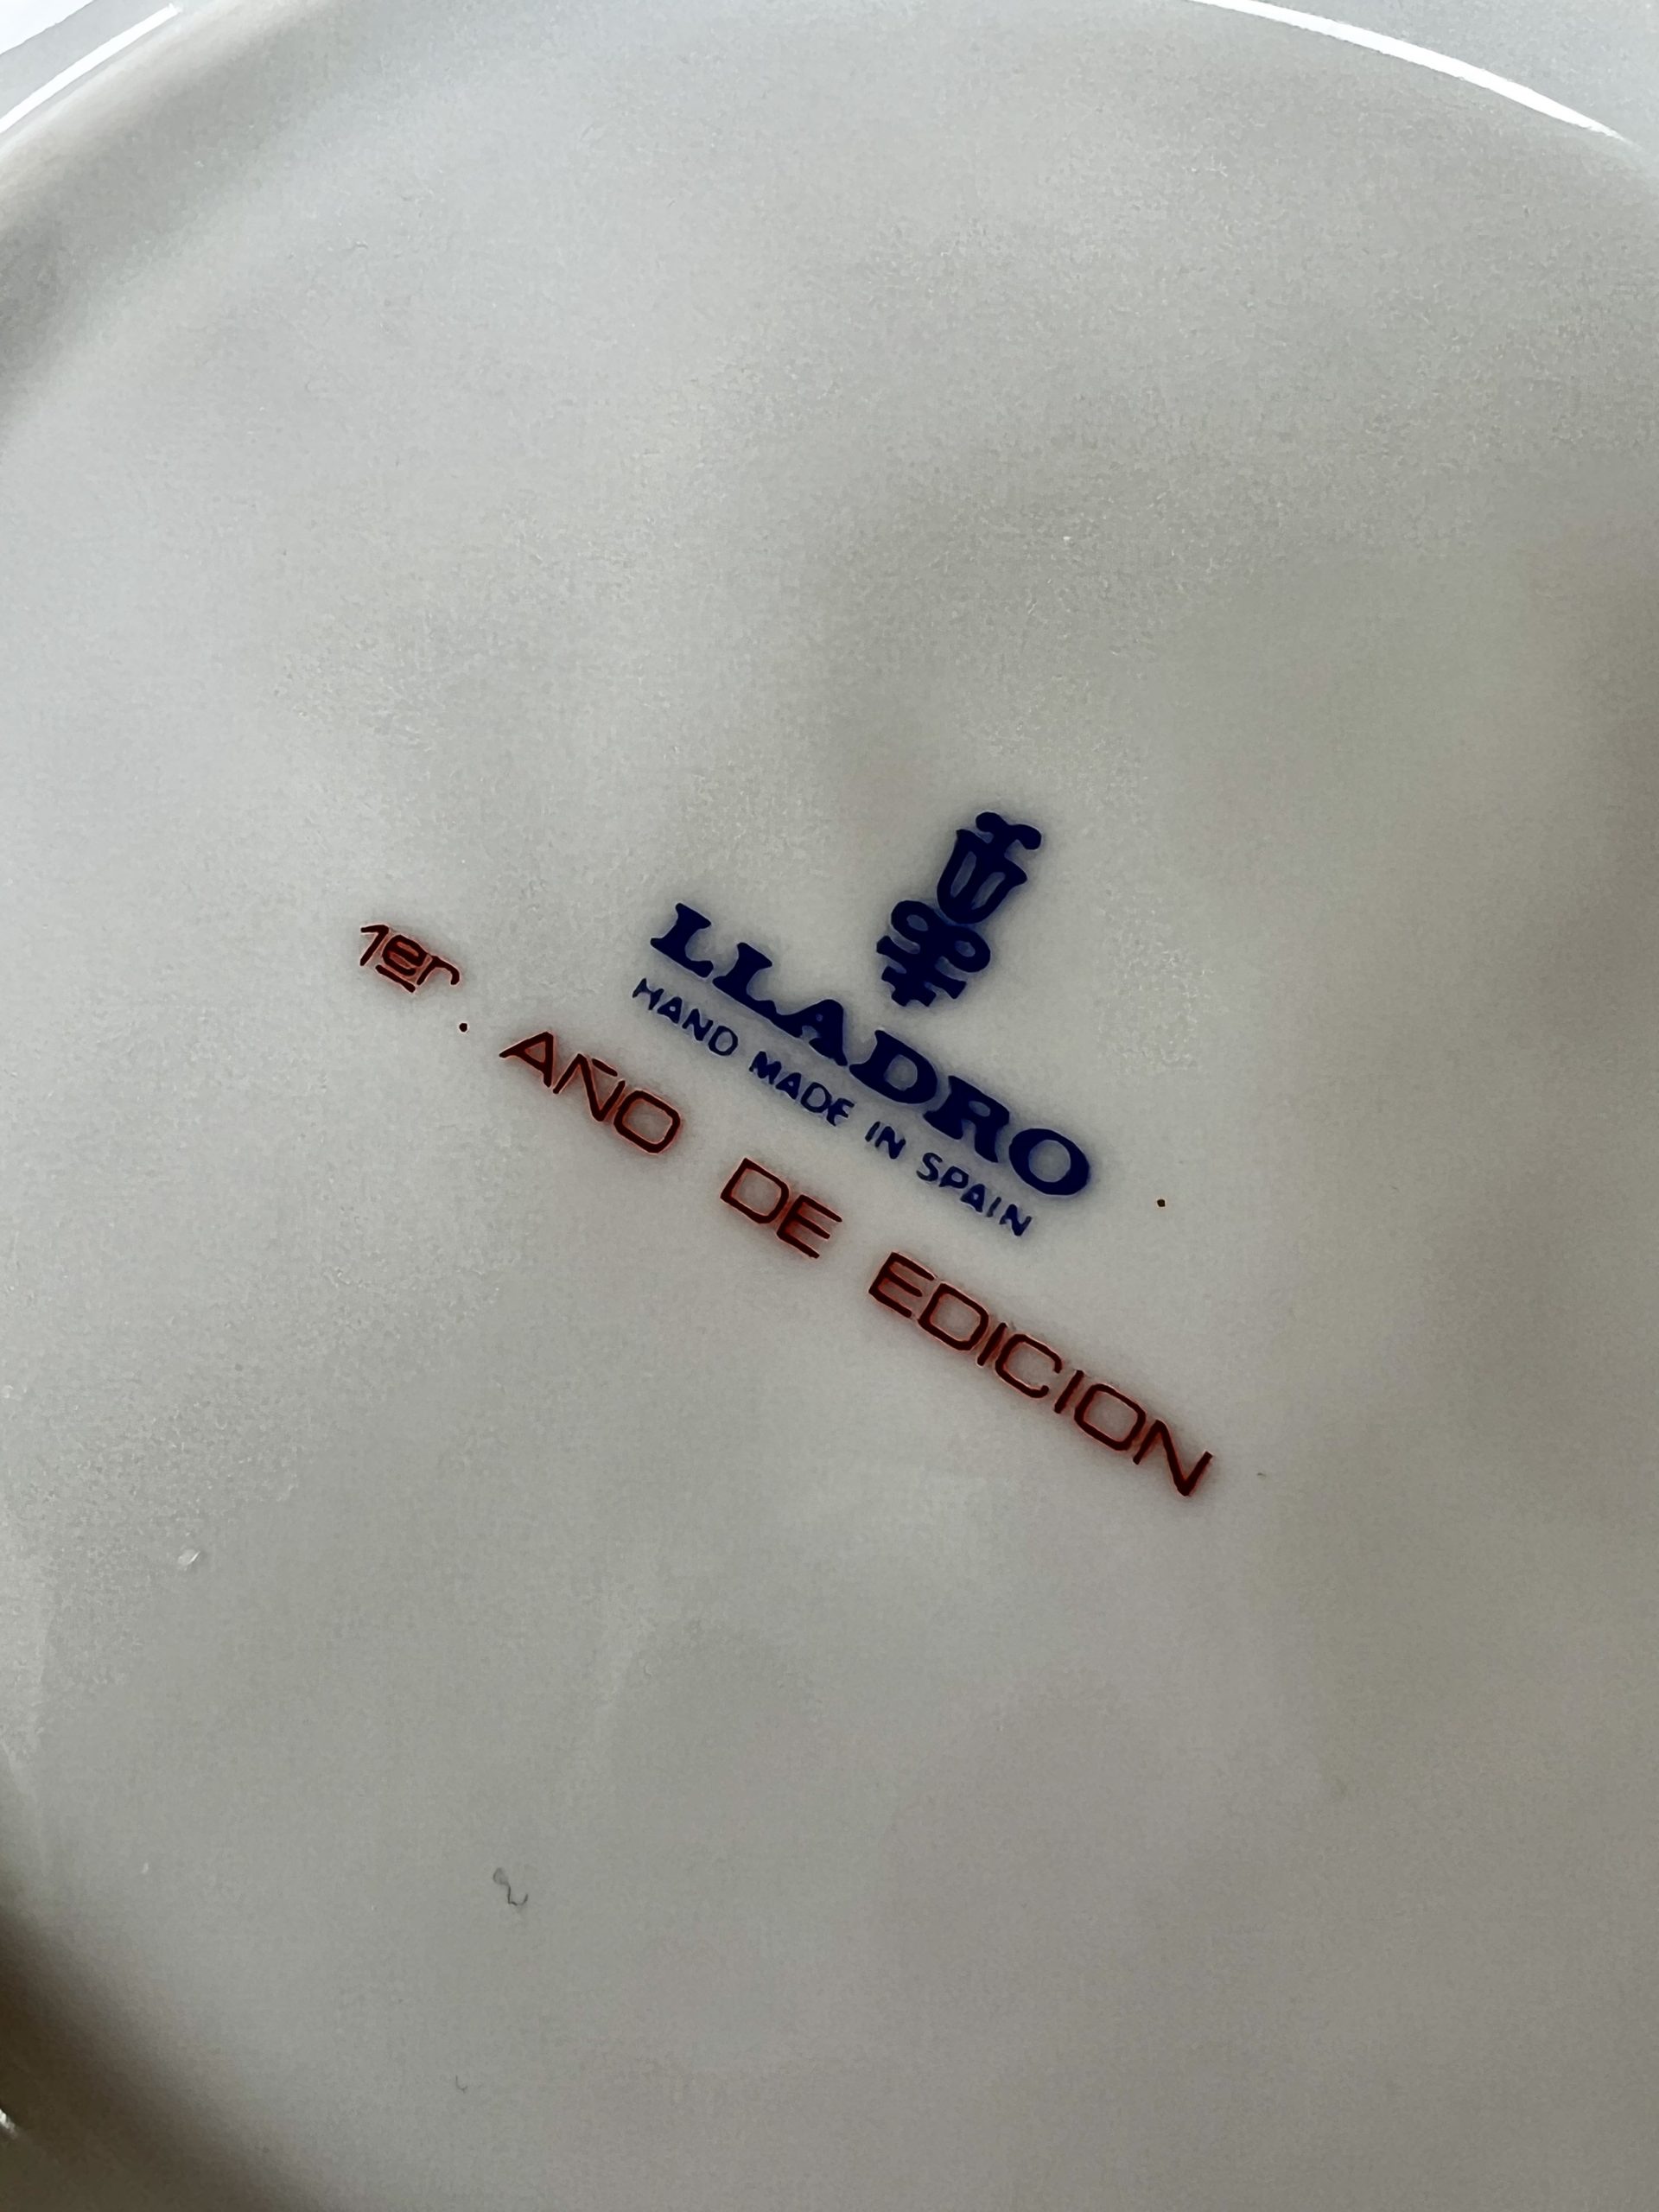 LLADRO
HAND MADE IN SPAIN
1er. AÑO DE EDICION